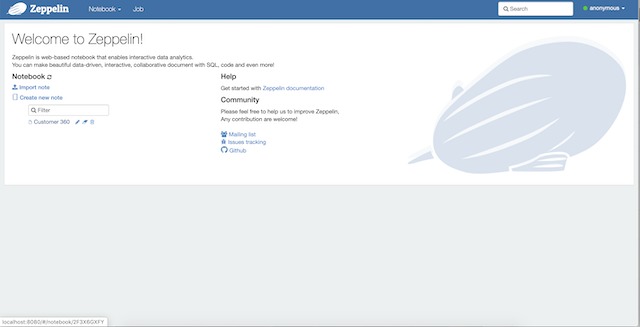 Zeppelin
Notebook
Job
Search
anonymous
Welcome to Zeppelin!
Zeppelin is web-based notebook that enables interactive data analytics.
You can make beautiful data-driven, interactive, collaborative document with SQL, code and even more!
Notebook
Import note
Create new note
Filter
Customer 360
Help
Get started with Zeppelin documentation
Community
Please feel free to help us to improve Zeppelin,
Any contribution are welcome!
Mailing list
Issues tracking
Github
localhost:8080/#/notebook/2F3X6GXFY